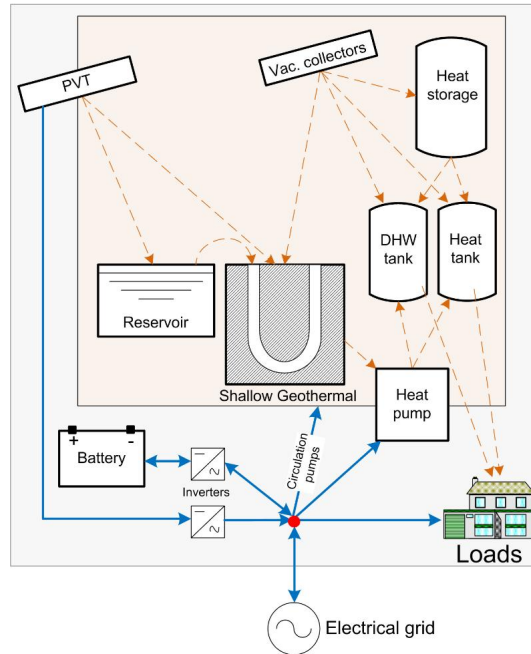 PVT
Vac. collectors
Heat
storage
DHW
tank
Heat
tank
Reservoir
Shallow Geothermal
Heat
pump
Circulation
pumps
+
-
Battery
Inverters
Loads
Electrical grid